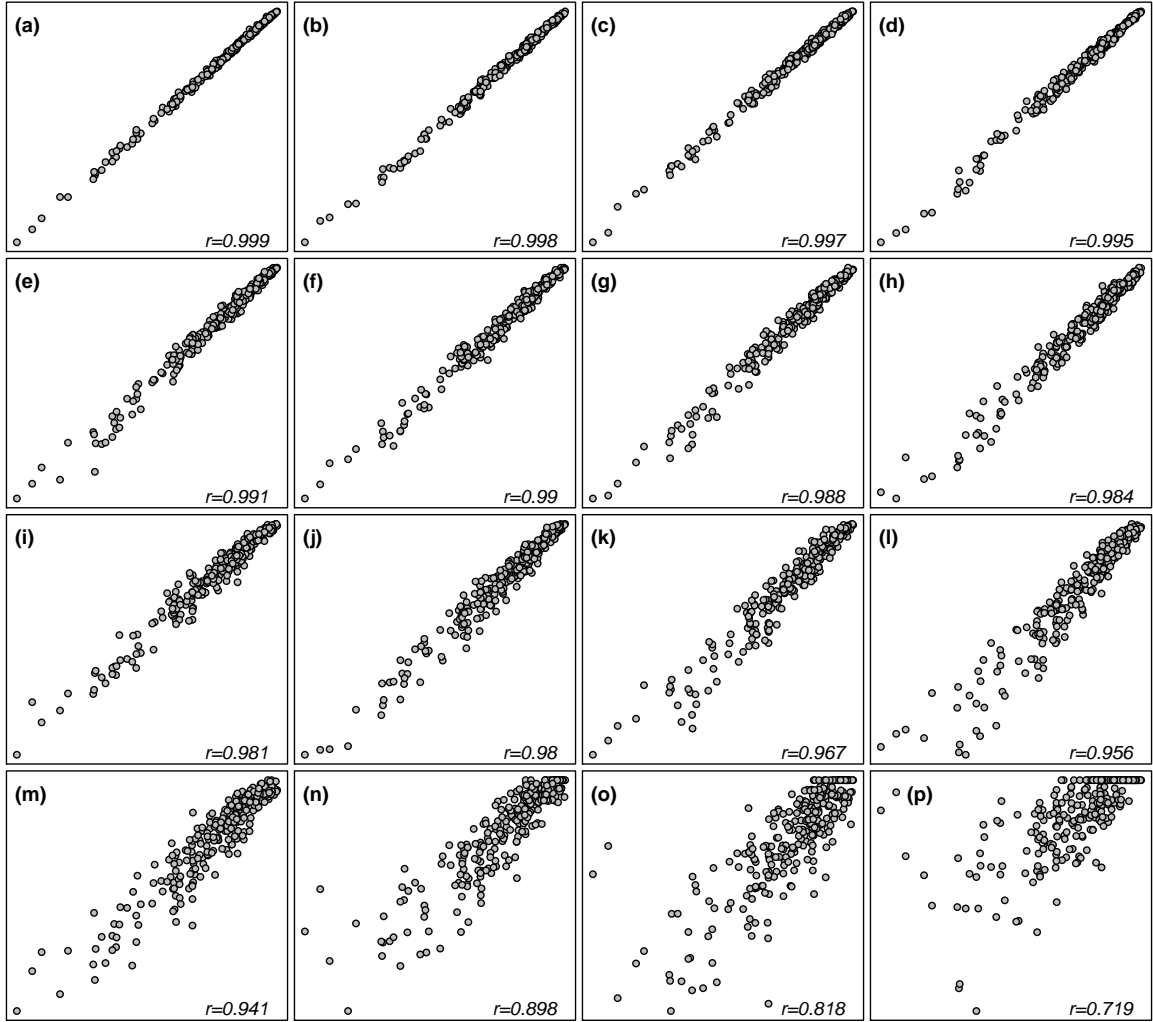 (a)
r=0.999
(b)
r=0.998
(c)
r=0.997
(d)
r=0.995
(e)
r=0.991
(f)
r=0.99
(g)
r=0.988
(h)
r=0.984
(i)
r=0.981
(j)
r=0.98
(k)
r=0.967
(l)
r=0.956
(m)
r=0.941
(n)
r=0.898
(o)
r=0.818
(p)
r=0.719